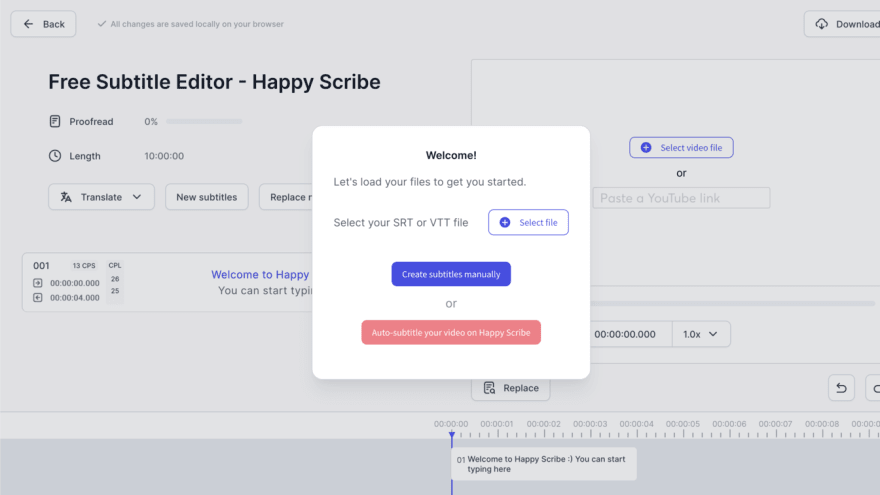 Back
All changes are saved locally on your browser
Download
Free Subtitle Editor - Happy Scribe
Proofread 0%
Length 10:00:00
Translate
New subtitles
Replace
001 13 CPS CPL
00:00:00.000 26
00:00:04.000 25
Welcome to Happy
You can start
Welcome!
Let's load your files to get you started.
Select your SRT or VTT file
Select file
Create subtitles manually
or
Auto-subtitle your video on Happy Scribe
Select video file
or
Paste a YouTube link
00:00:00.000 1.0x
Replace
00:00:00 00:00:01 00:00:02 00:00:03 00:00:04 00:00:05 00:00:06 00:00:07 00:00:08
01 Welcome to Happy Scribe :) You can start
typing here